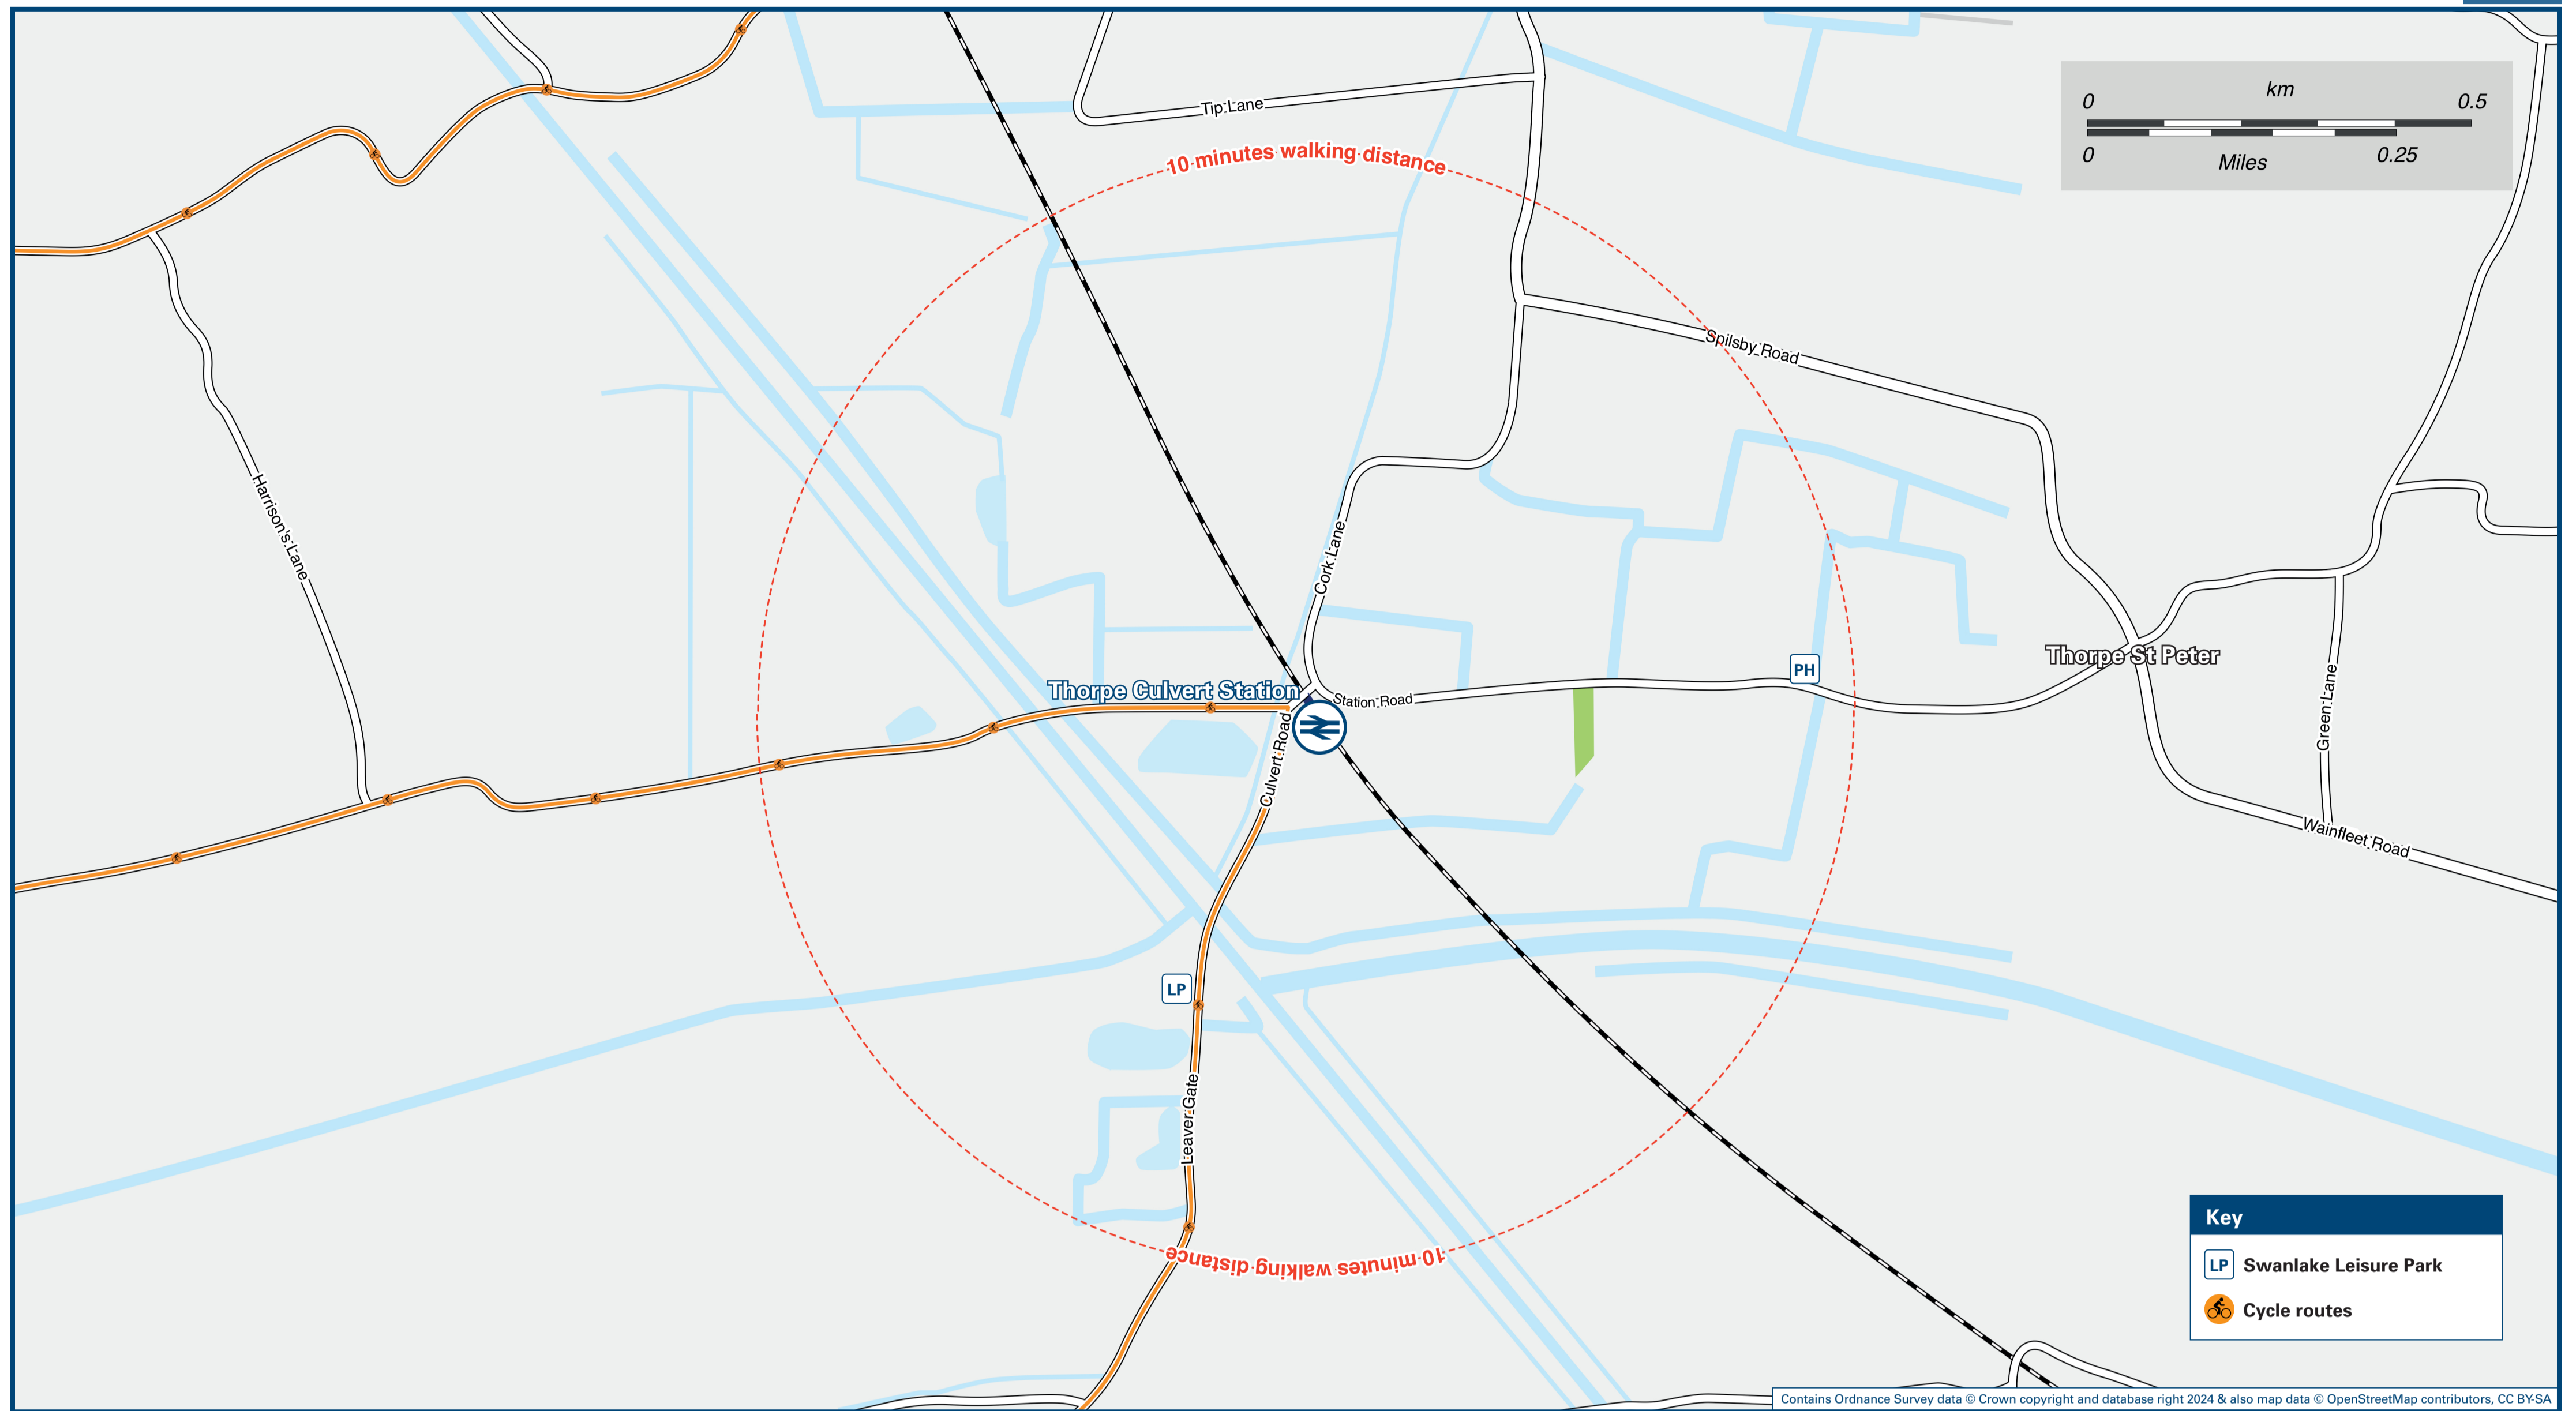 km
0 0.5
0 0.25
Miles
Tip Lane
10 minutes walking distance
Spilsby Road
Harrison's Lane
Cork Lane
Thorpe St Peter
PH
Thorpe Culvert Station
Station Road
Green Lane
Culvert Road
Wainfleet Road
LP
Leaver Gate
10 minutes walking distance
Key
LP Swanlake Leisure Park
Cycle routes
Contains Ordnance Survey data © Crown copyright and database right 2024 & also map data © OpenStreetMap contributors, CC BY-SA